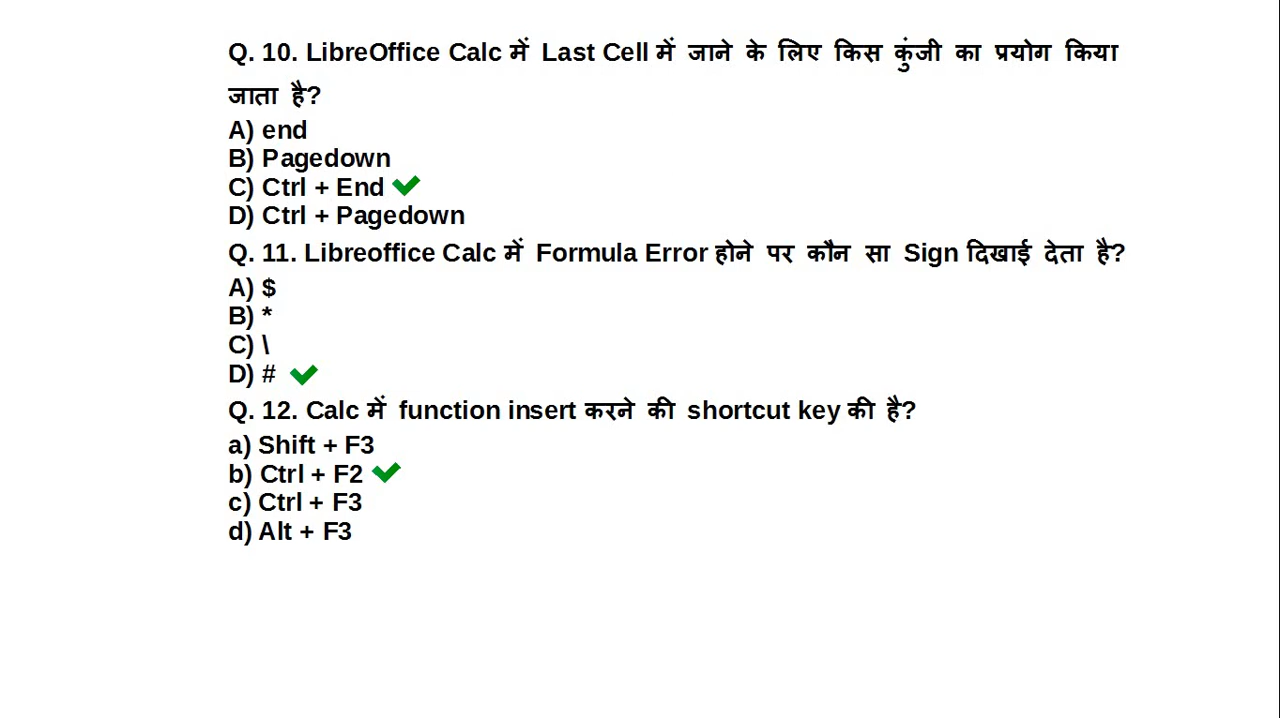 Q. 10. LibreOffice Calc में Last Cell में जाने के लिए किस कुंजी का प्रयोग किया
जाता है?
A) end
B) Pagedown
C) Ctrl + End
D) Ctrl + Pagedown
Q. 11. Libreoffice Calc में Formula Error होने पर कौन सा Sign दिखाई देता है?
A) $
B) *
C) \
D) #
Q. 12. Calc में function insert करने की shortcut key की है?
a) Shift + F3
b) Ctrl + F2
c) Ctrl + F3
d) Alt + F3